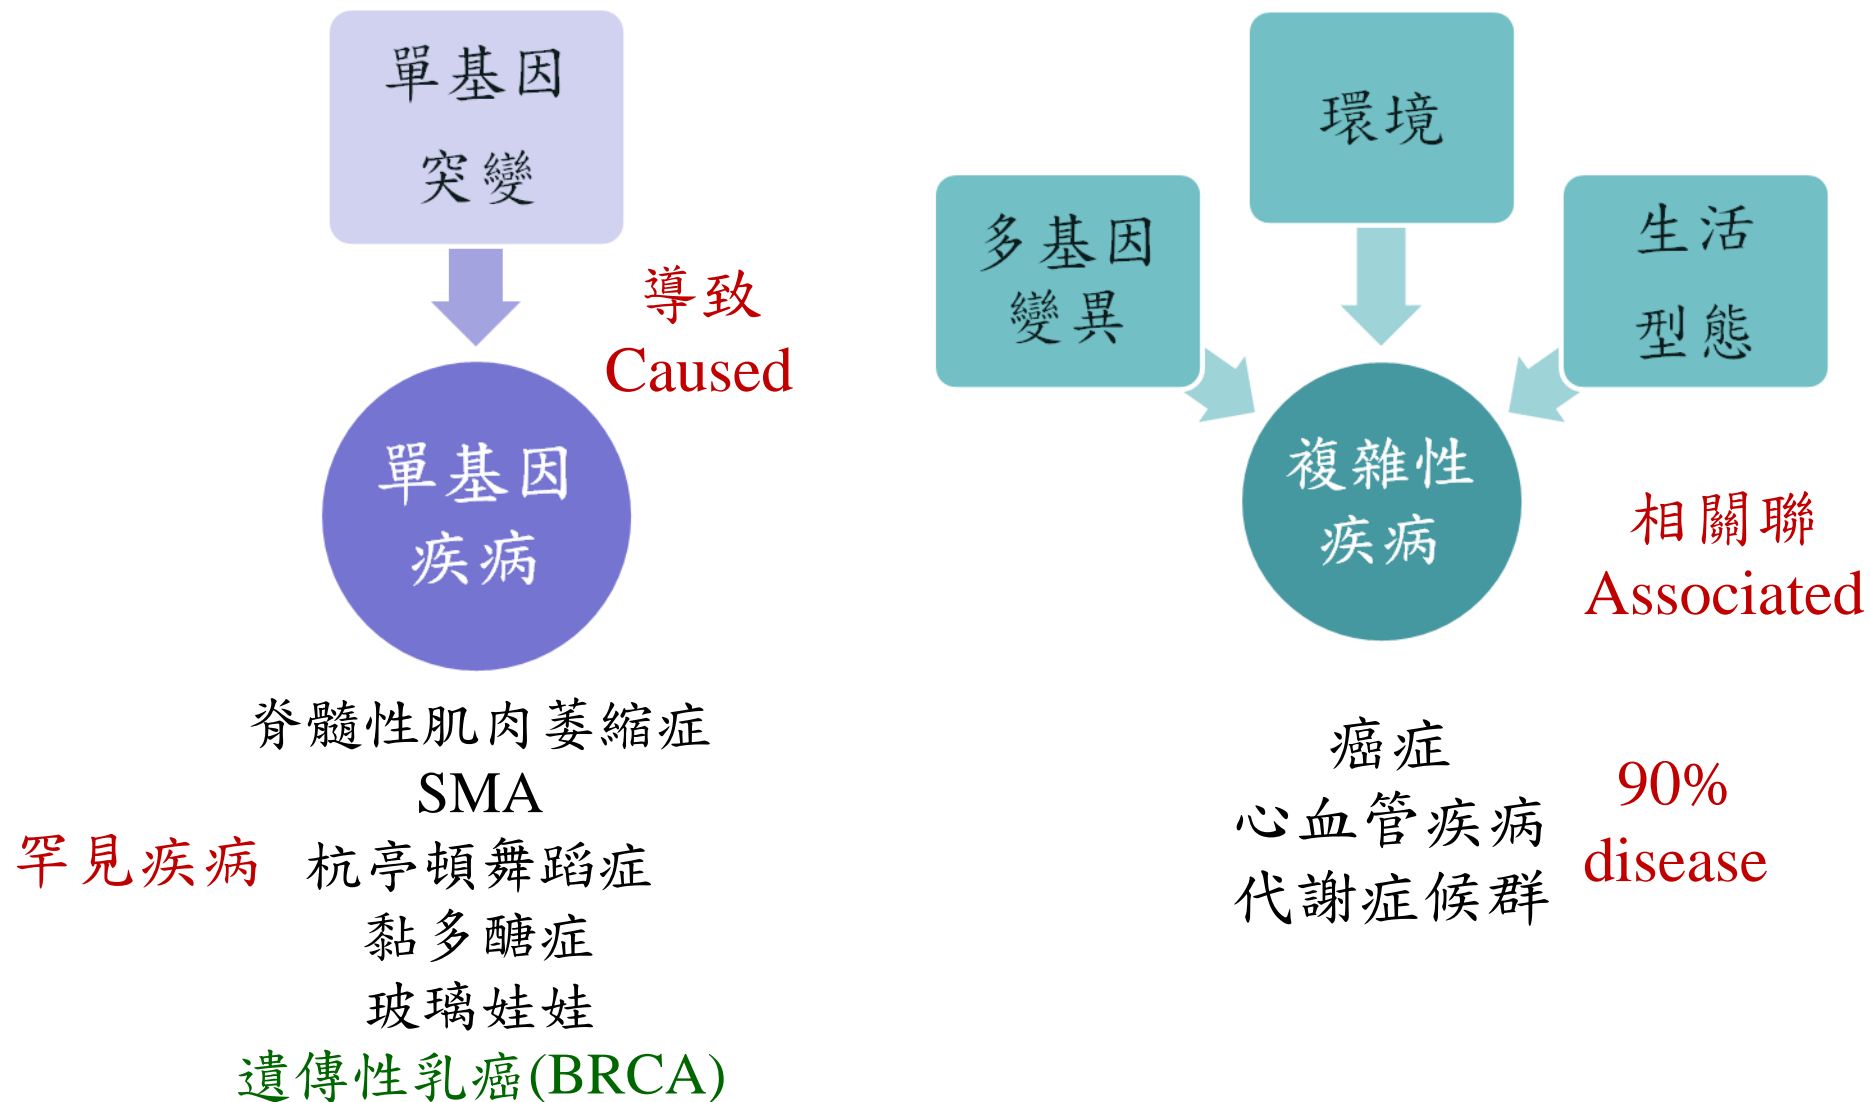 單基因
突變
導致
Caused
單基因
疾病
脊髓性肌肉萎縮症
SMA
罕見疾病
杭亭頓舞蹈症
黏多醣症
玻璃娃娃
遺傳性乳癌(BRCA)
環境
多基因
變異
生活
型態
複雜性
疾病
相關聯
Associated
癌症
心血管疾病
代謝症候群
90%
disease